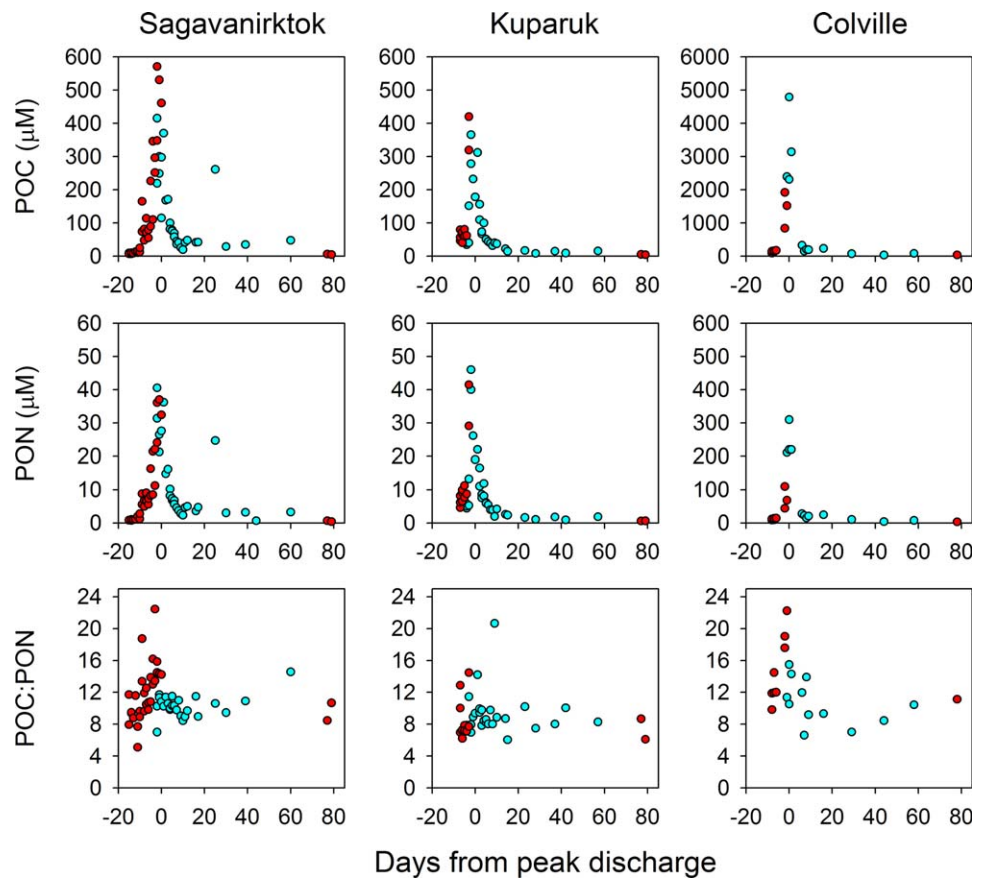 Sagavanirktok Kuparuk Colville
POC (μM)
600 500 400 300 200 100 0
600 500 400 300 200 100 0
6000 5000 4000 3000 2000 1000 0
-20 0 20 40 60 80
-20 0 20 40 60 80
-20 0 20 40 60 80
PON (μM)
60 50 40 30 20 10 0
60 50 40 30 20 10 0
600 500 400 300 200 100 0
-20 0 20 40 60 80
-20 0 20 40 60 80
-20 0 20 40 60 80
POC:PON
24 20 16 12 8 4 0
24 20 16 12 8 4 0
24 20 16 12 8 4 0
-20 0 20 40 60 80
-20 0 20 40 60 80
-20 0 20 40 60 80
Days from peak discharge